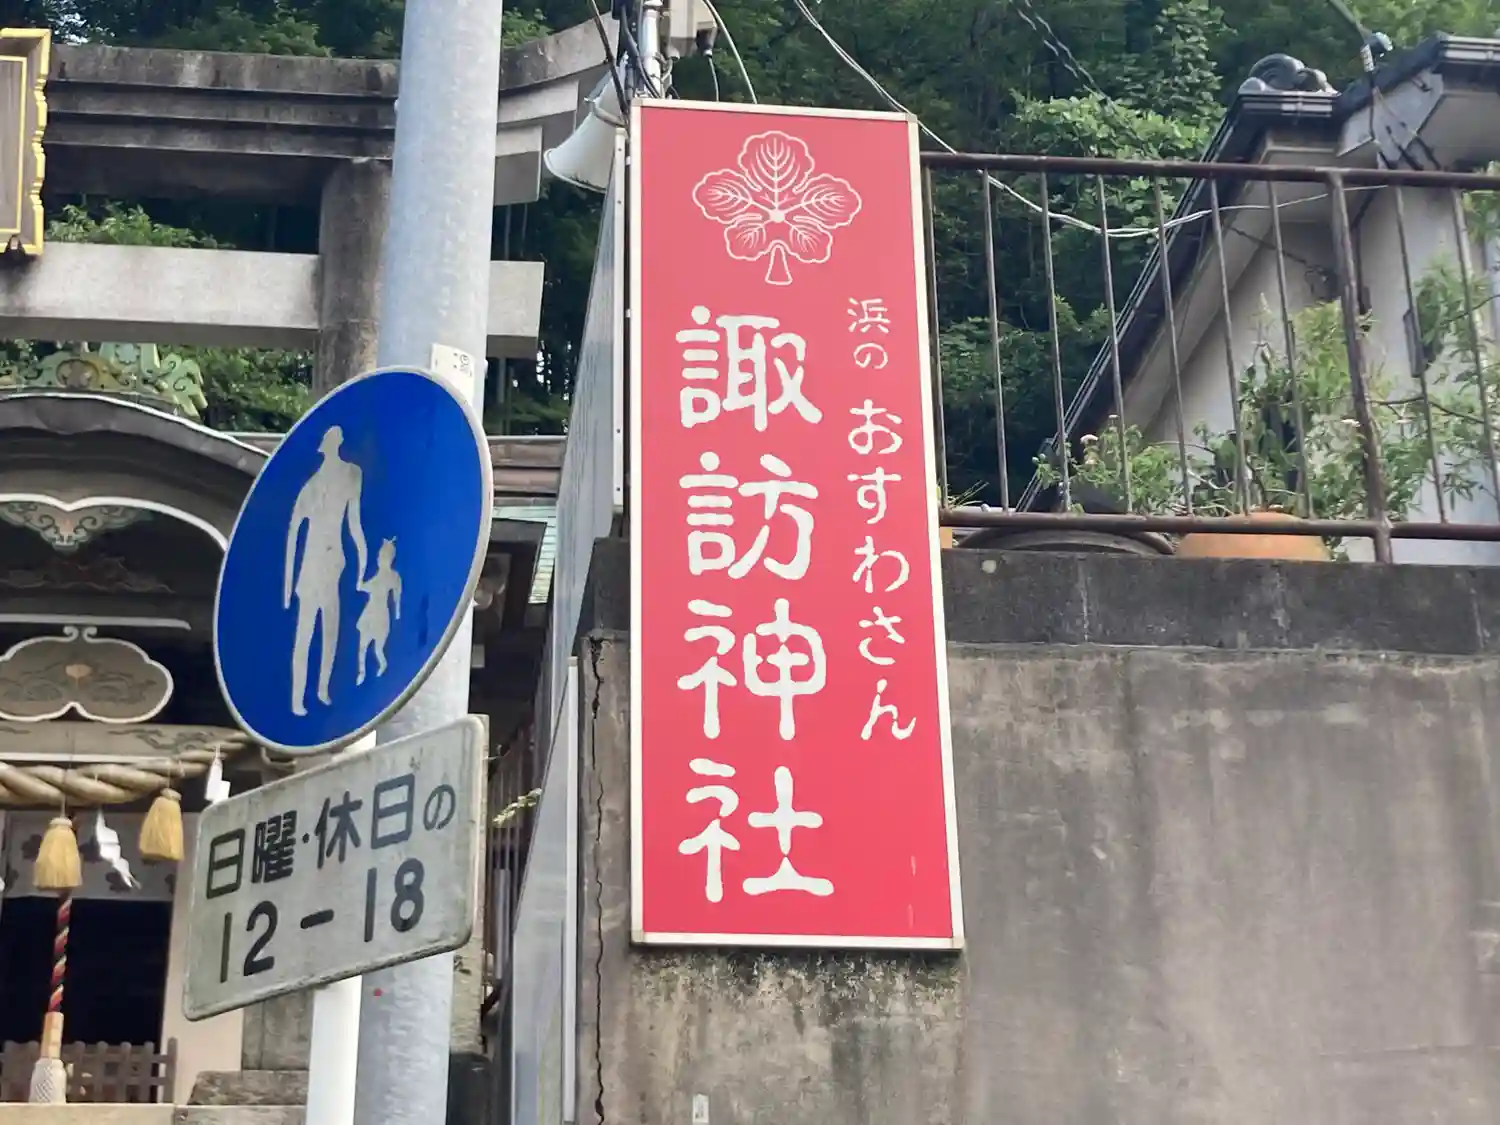 浜の おすわさん
諏訪神社
日曜・休日の
12-18